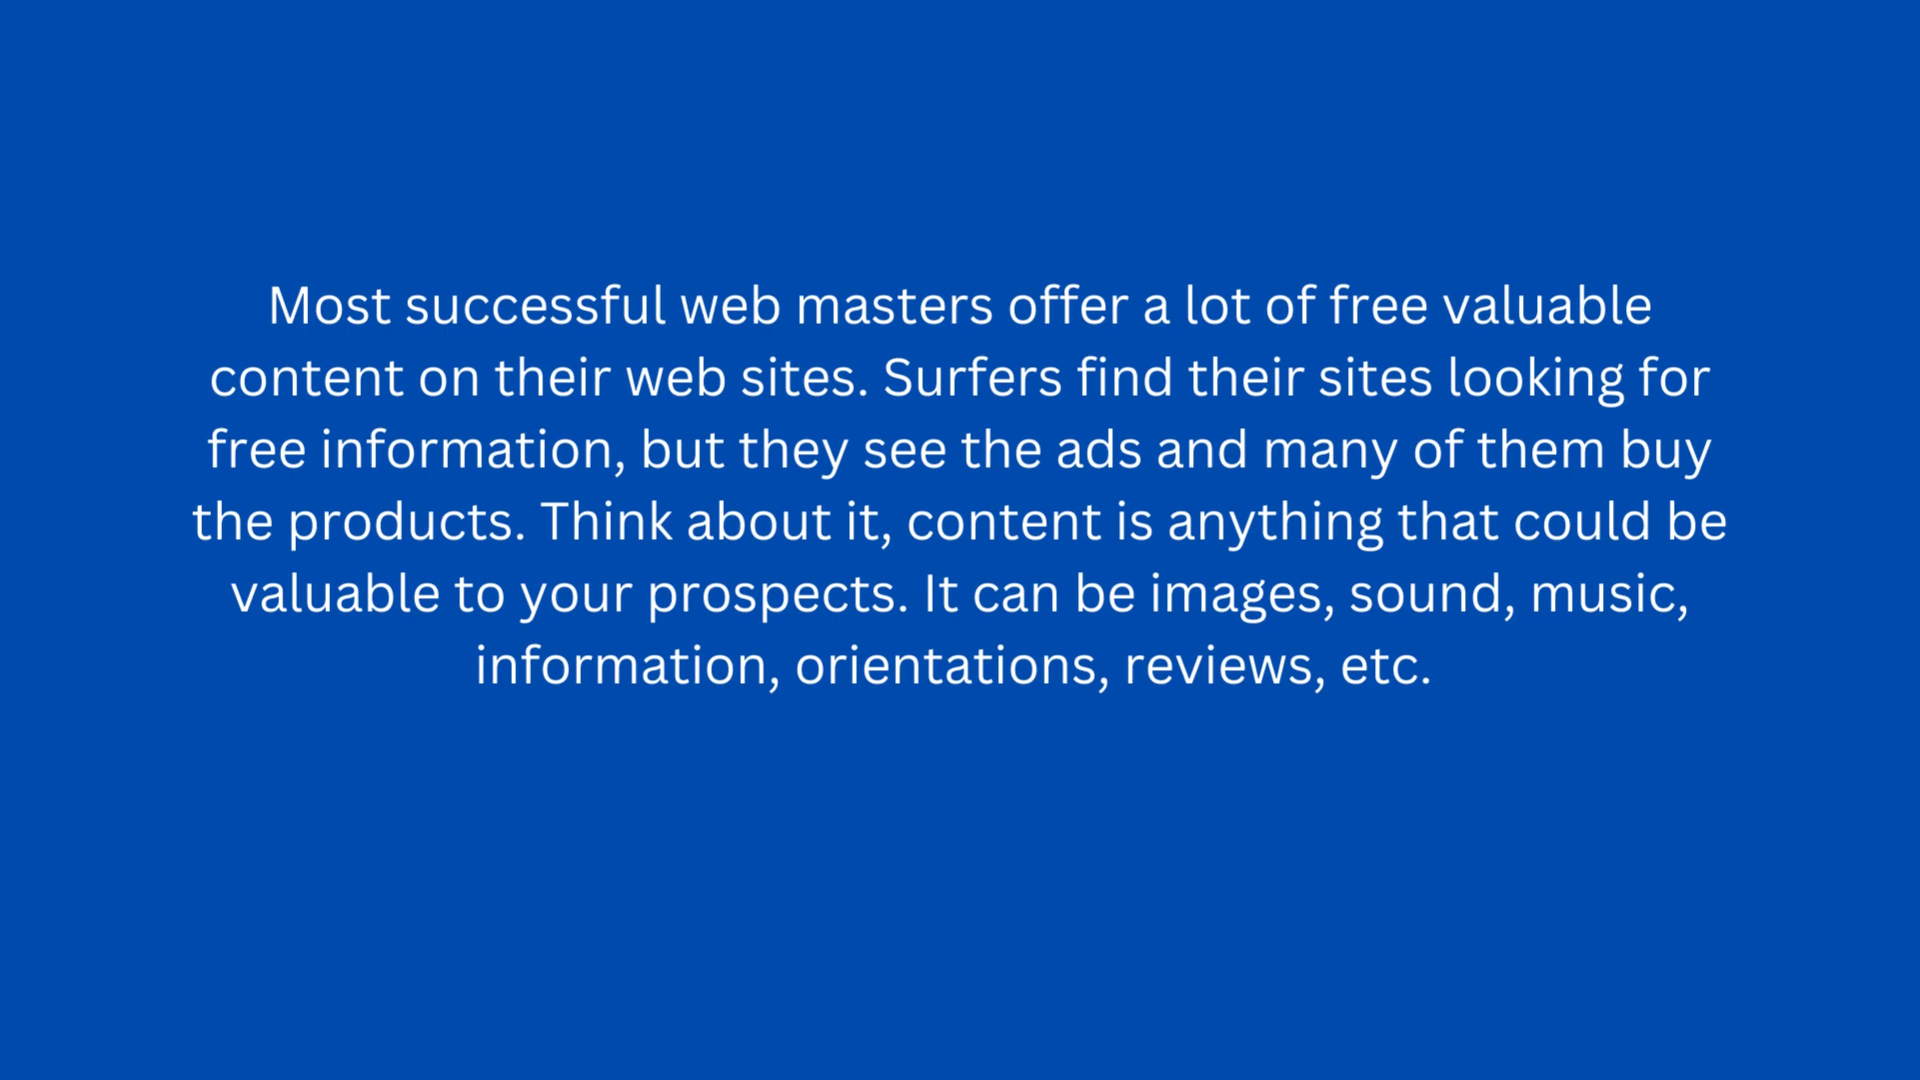 Most successful web masters offer a lot of free valuable
content on their web sites. Surfers find their sites looking for
free information, but they see the ads and many of them buy
the products. Think about it, content is anything that could be
valuable to your prospects. It can be images, sound, music,
information, orientations, reviews, etc.